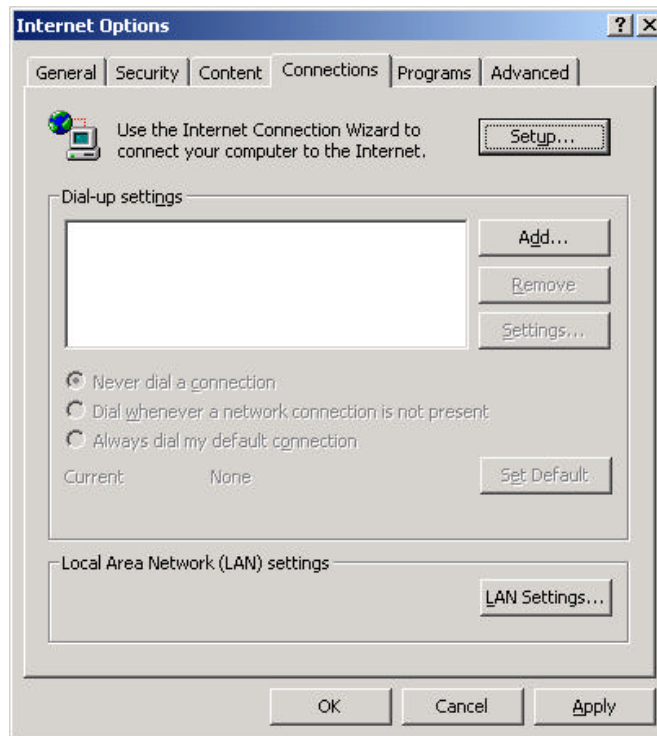 Internet Options
General Security Content Connections Programs Advanced
Use the Internet Connection Wizard to
connect your computer to the Internet.
Setup...
Dial-up settings
Add...
Remove
Settings...
Never dial a connection
Dial whenever a network connection is not present
Always dial my default connection
Current None Set Default
Local Area Network (LAN) settings
LAN Settings...
OK Cancel Apply